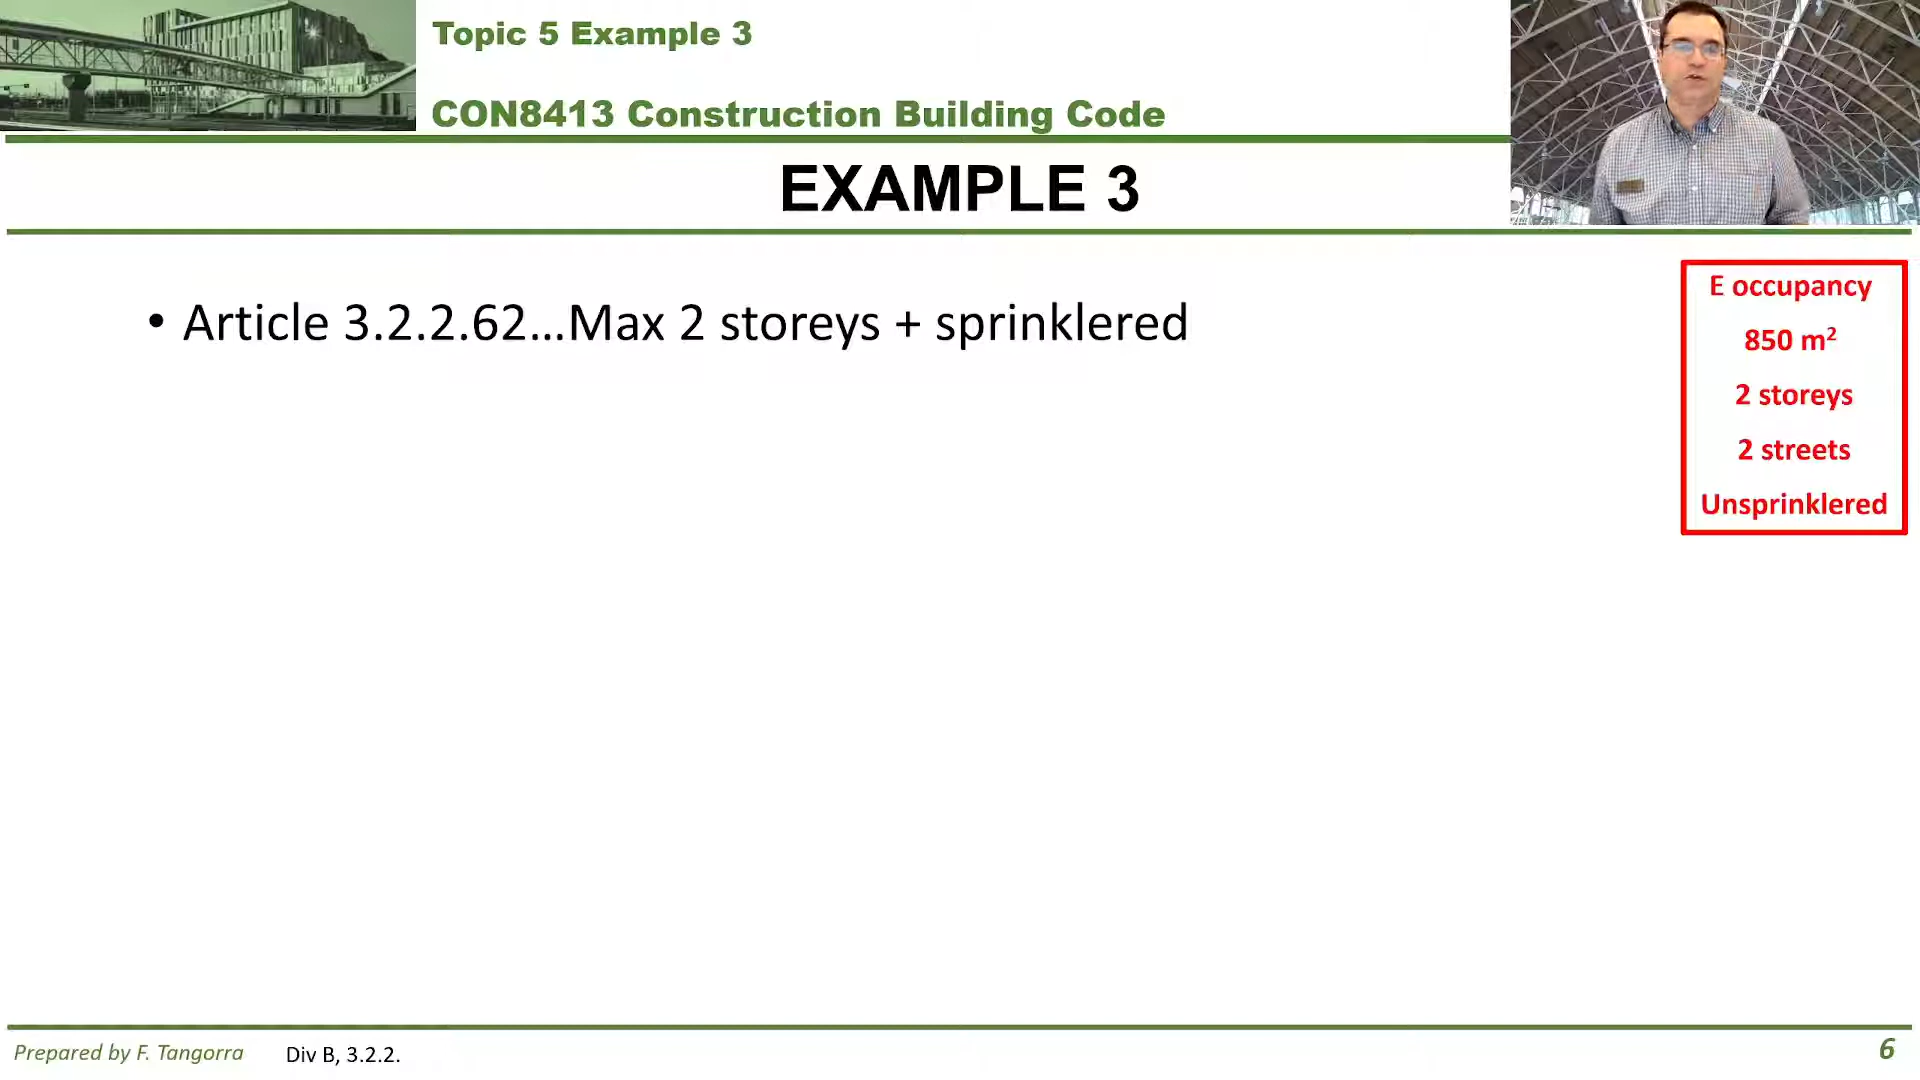 Topic 5 Example 3
CON8413 Construction Building Code
EXAMPLE 3
• Article 3.2.2.62...Max 2 storeys + sprinklered
E occupancy
850 m²
2 storeys
2 streets
Unsprinklered
Prepared by F. Tangorra
Div B, 3.2.2.
6